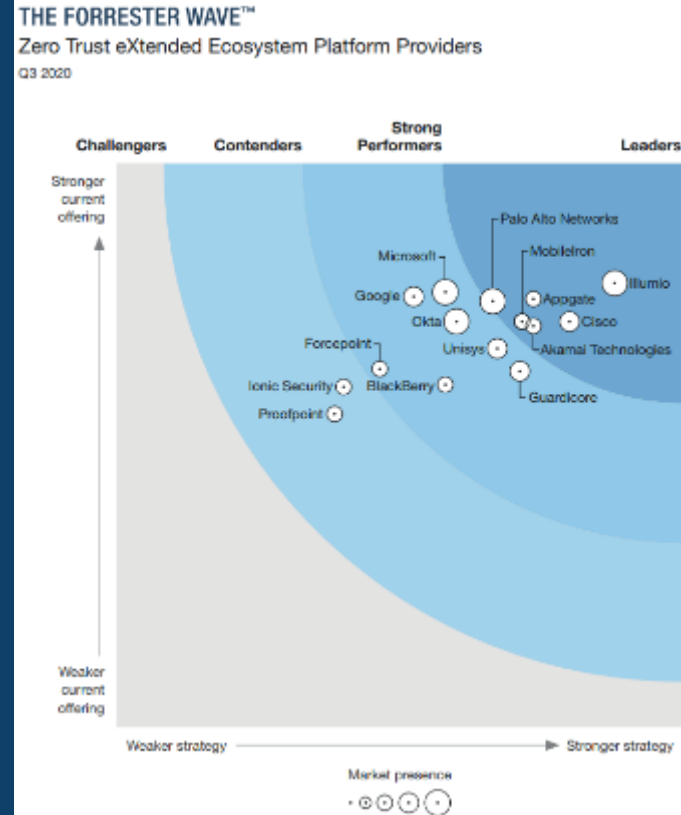 THE FORRESTER WAVE™
Zero Trust eXtended Ecosystem Platform Providers
Q3 2020
Challengers
Contenders
Strong
Performers
Leaders
Stronger
current
offering
Palo Alto Networks
MobileIron
Microsoft
Illumio
Google
Appgate
Okta
Cisco
Forcepoint
Unisys
Akamai Technologies
Ionic Security
BlackBerry
Guardicore
Proofpoint
Weaker
current
offering
Weaker strategy
Stronger strategy
Market presence